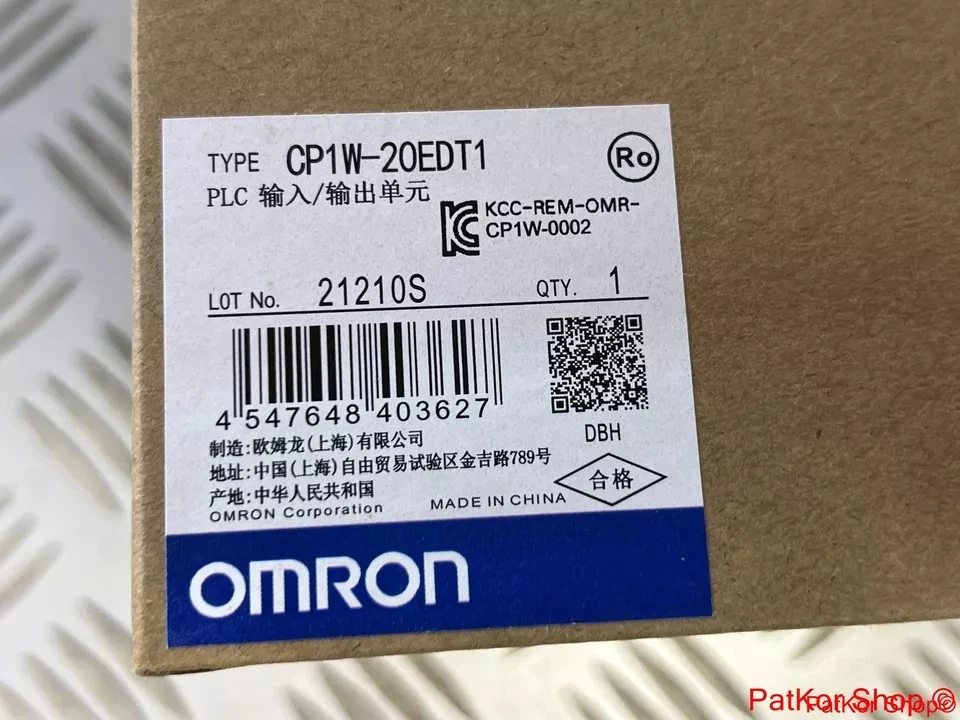 TYPE CP1W-20EDT1
Ro
PLC 输入/输出单元
KCC-REM-OMR-
CP1W-0002
LOT No. 21210S QTY. 1
4 547648 403627
DBH
制造:欧姆龙(上海)有限公司
地址:中国(上海)自由贸易试验区金吉路789号
产地:中华人民共和国
合格
OMRON Corporation MADE IN CHINA
OMRON
PatKor Shop ©
PatKor Shop©